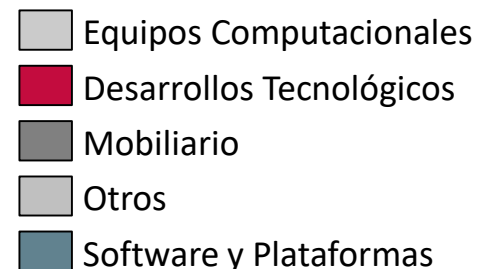 Equipos Computacionales
Desarrollos Tecnológicos
Mobiliario
Otros
Software y Plataformas